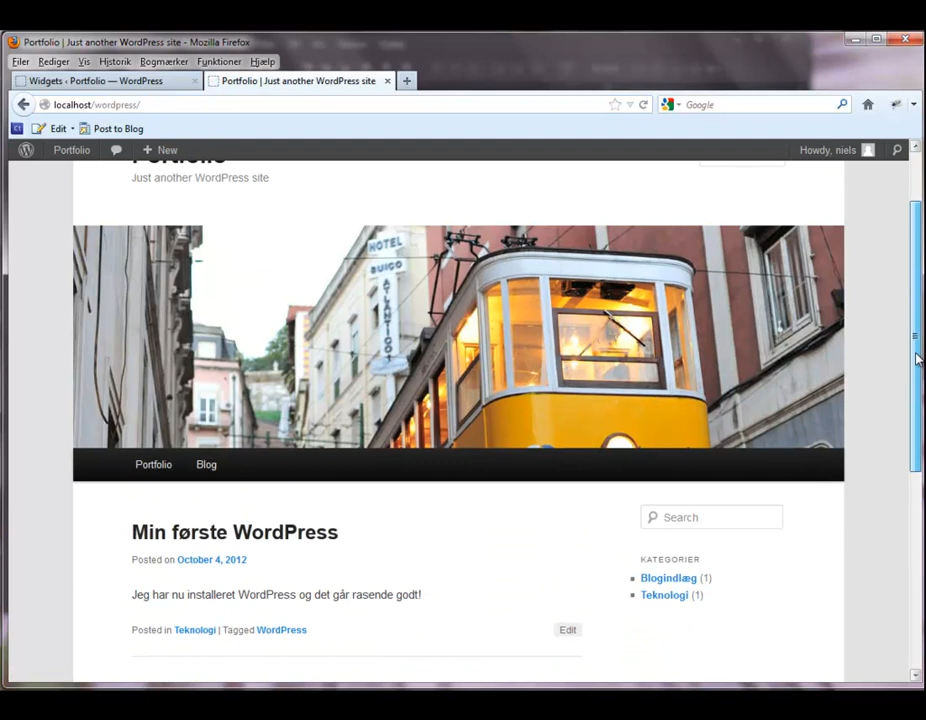 Portfolio | Just another WordPress site - Mozilla Firefox
Filer Rediger Vis Historik Bogmærker Funktioner Hjælp
Widgets ‹ Portfolio — WordPress
Portfolio | Just another WordPress site
localhost/wordpress/
Google
Edit
Post to Blog
Portfolio
New
Howdy, niels
Portfolio
Just another WordPress site
HOTEL
SUIÇO
ATLÂNTICO
Portfolio Blog
Min første WordPress
Posted on October 4, 2012
Jeg har nu installeret WordPress og det går rasende godt!
Posted in Teknologi | Tagged WordPress
Edit
Search
KATEGORIER
Blogindlæg (1)
Teknologi (1)